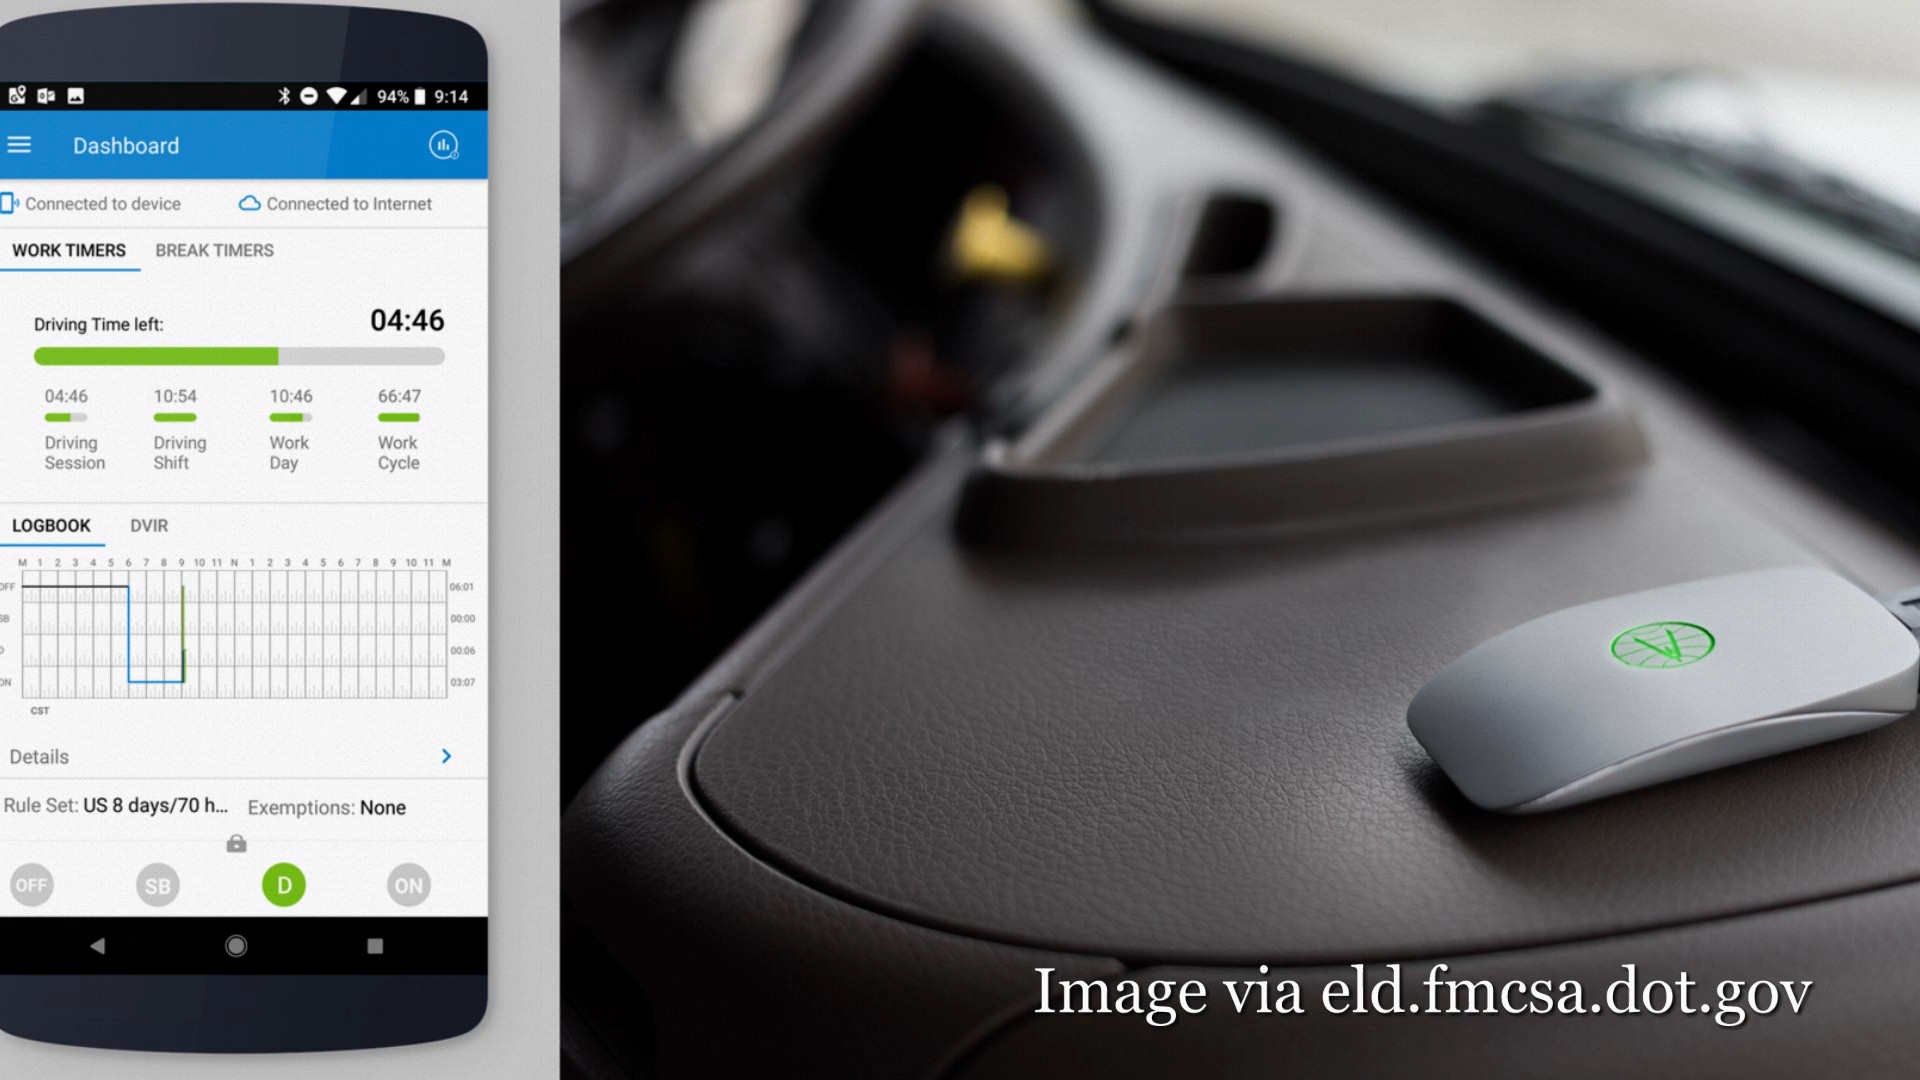 94% 9:14
Dashboard
Connected to device Connected to Internet
WORK TIMERS BREAK TIMERS
Driving Time left: 04:46
04:46 10:54 10:46 66:47
Driving Driving Work Work
Session Shift Day Cycle
LOGBOOK DVIR
M 1 2 3 4 5 6 7 8 9 10 11 N 1 2 3 4 5 6 7 8 9 10 11 M
OFF 06:01
SB 00:00
D 00:06
ON 03:07
CST
Details
Rule Set: US 8 days/70 h... Exemptions: None
OFF SB D ON
Image via eld.fmcsa.dot.gov